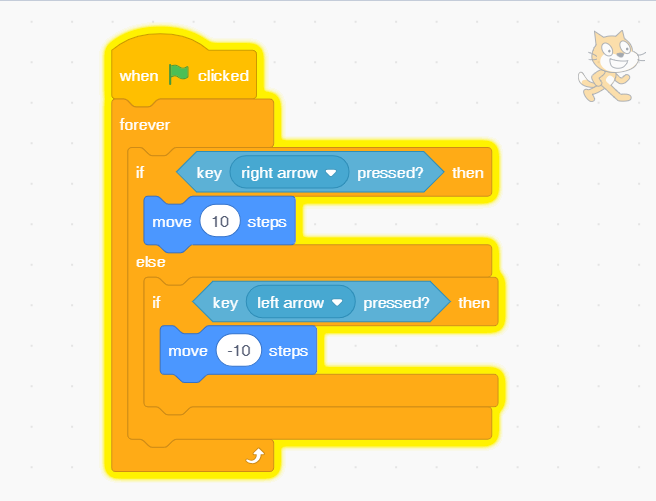 when clicked
forever
if key right arrow pressed? then
move 10 steps
else
if key left arrow pressed? then
move -10 steps